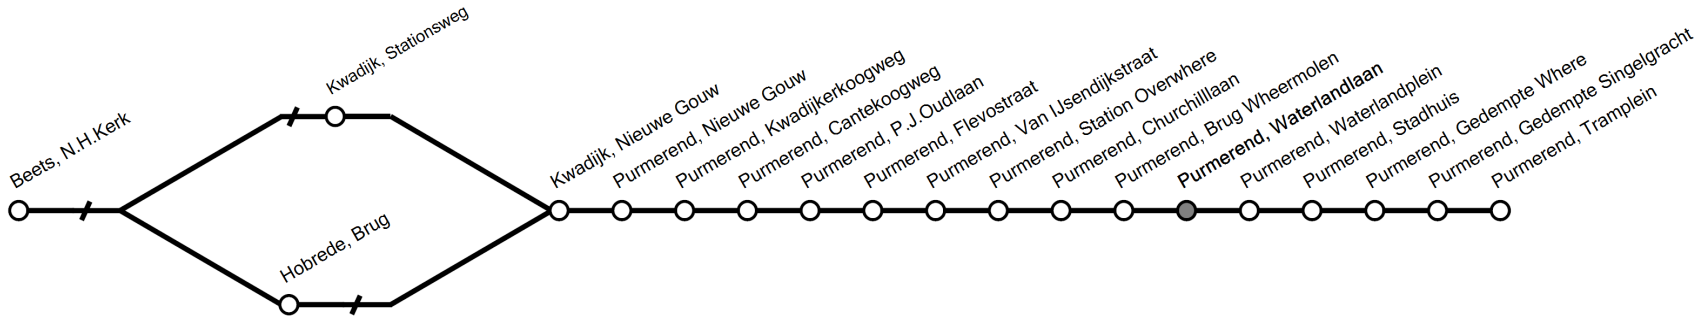 Beets, N.H.Kerk
Kwadijk, Stationsweg
Hobrede, Brug
Kwadijk, Nieuwe Gouw
Purmerend, Nieuwe Gouw
Purmerend, Kwadijkerkoogweg
Purmerend, Cantekoogweg
Purmerend, P.J.Oudlaan
Purmerend, Flevostraat
Purmerend, Van IJsendijkstraat
Purmerend, Station Overwhere
Purmerend, Churchilllaan
Purmerend, Brug Wheermolen
Purmerend, Waterlandlaan
Purmerend, Waterlandplein
Purmerend, Stadhuis
Purmerend, Gedempte Where
Purmerend, Gedempte Singelgracht
Purmerend, Tramplein